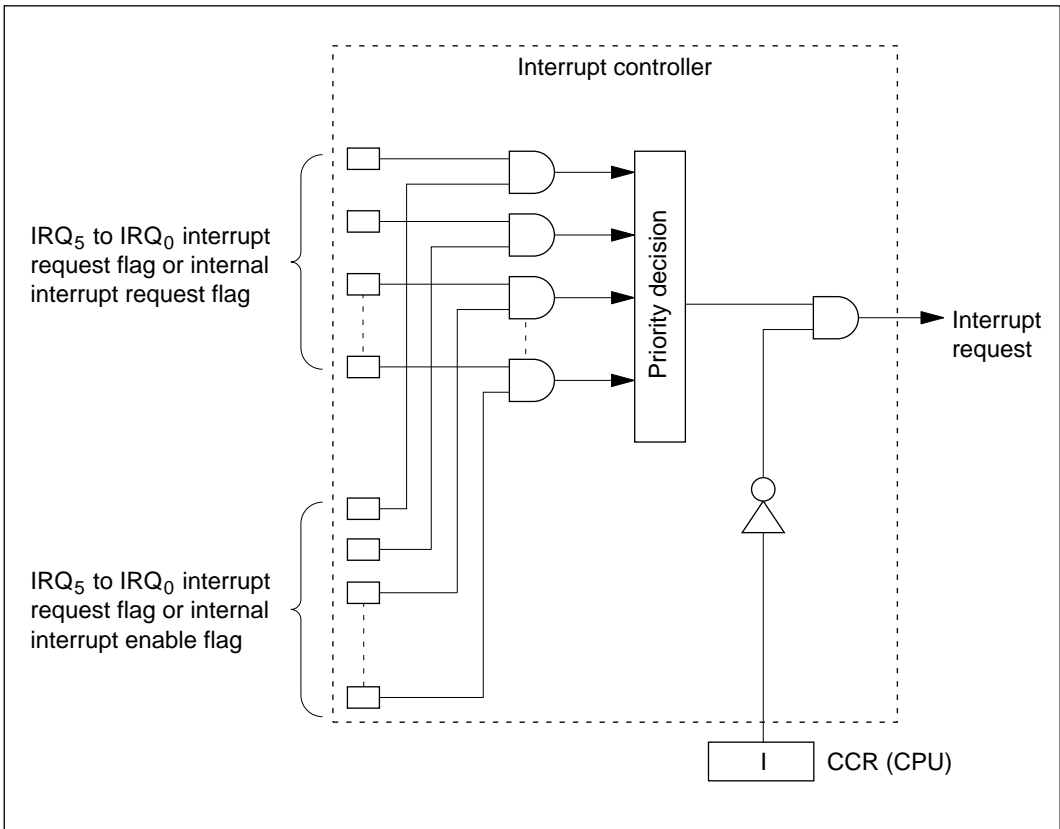 Interrupt controller
IRQ₅ to IRQ₀ interrupt
request flag or internal
interrupt request flag
Priority decision
Interrupt
request
IRQ₅ to IRQ₀ interrupt
request flag or internal
interrupt enable flag
I
CCR (CPU)